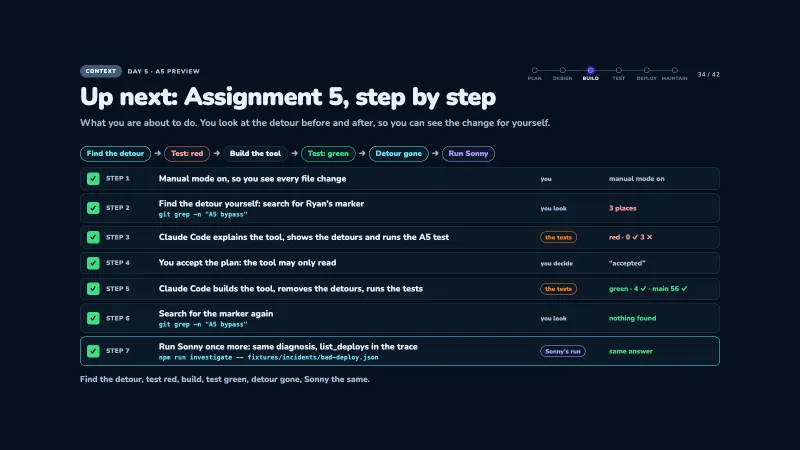 CONTEXT DAY 5 · A5 PREVIEW
PLAN DESIGN BUILD TEST DEPLOY MAINTAIN 34 / 42
Up next: Assignment 5, step by step
What you are about to do. You look at the detour before and after, so you can see the change for yourself.
Find the detour → Test: red → Build the tool → Test: green → Detour gone → Run Sonny
STEP 1 Manual mode on, so you see every file change you manual mode on
STEP 2 Find the detour yourself: search for Ryan's marker you look 3 places
git grep -n "A5 bypass"
STEP 3 Claude Code explains the tool, shows the detours and runs the A5 test the tests red · 0 ✓ 3 ✕
STEP 4 You accept the plan: the tool may only read you decide "accepted"
STEP 5 Claude Code builds the tool, removes the detours, runs the tests the tests green · 4 ✓ · main 56 ✓
STEP 6 Search for the marker again you look nothing found
git grep -n "A5 bypass"
STEP 7 Run Sonny once more: same diagnosis, list_deploys in the trace Sonny's run same answer
npm run investigate -- fixtures/incidents/bad-deploy.json
Find the detour, test red, build, test green, detour gone, Sonny the same.